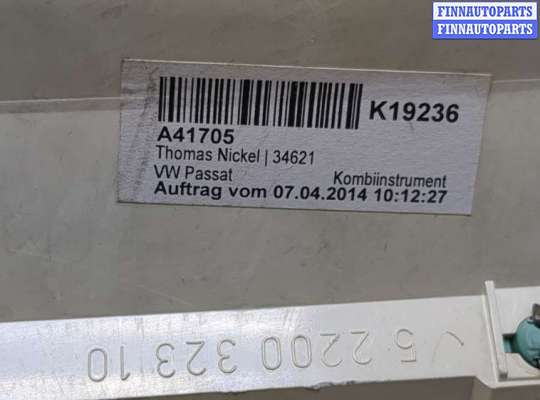 FINNAUTOPARTS
FINNAUTOPARTS
K19236
A41705
Thomas Nickel | 34621
VW Passat Kombiinstrument
Auftrag vom 07.04.2014 10:12:27
5 2200 323 10